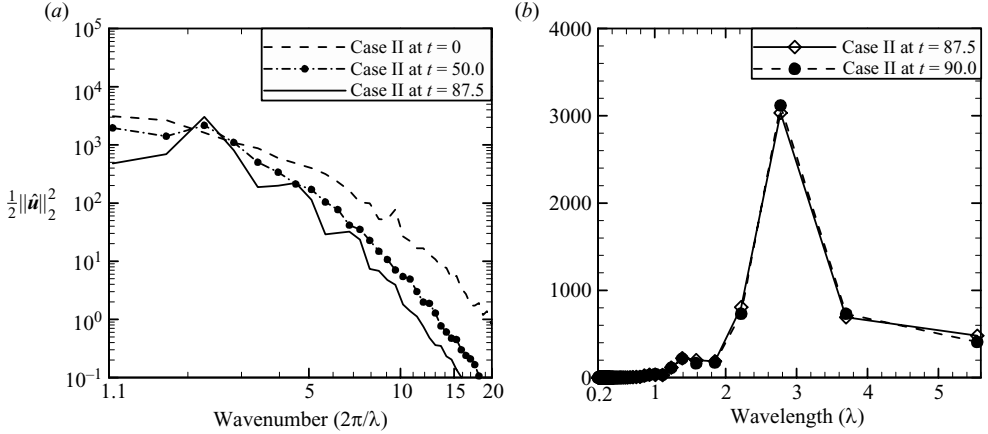 (a)
10^5
10^4
10^3
10^2
10^1
10^0
10^−1
½||û||₂²
Case II at t = 0
Case II at t = 50.0
Case II at t = 87.5
1.1 5 10 15 20
Wavenumber (2π/λ)
(b)
4000
3000
2000
1000
0
Case II at t = 87.5
Case II at t = 90.0
0.2 1 2 3 4 5
Wavelength (λ)